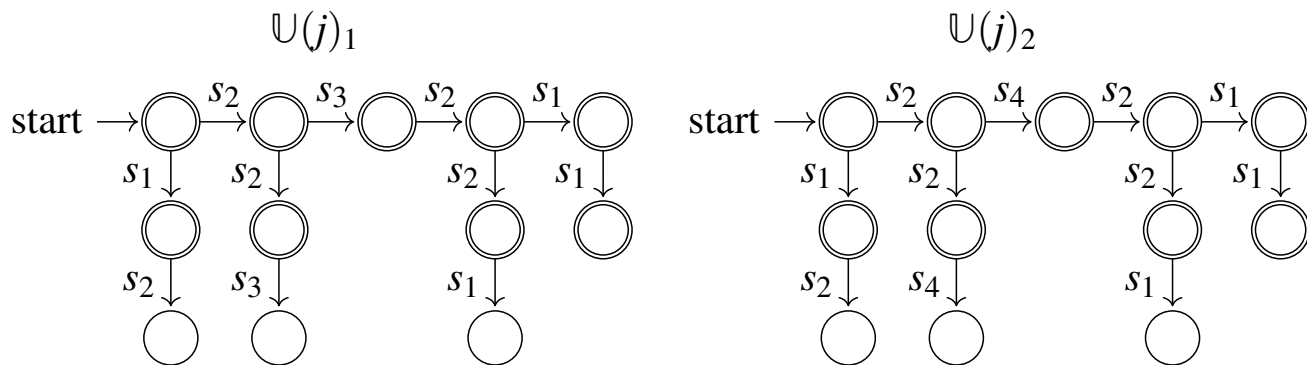 𝕌(j)₁ 𝕌(j)₂
start s₂ s₃ s₂ s₁ start s₂ s₄ s₂ s₁
s₁ s₂ s₂ s₁ s₁ s₂ s₂ s₁
s₂ s₃ s₁ s₂ s₄ s₁